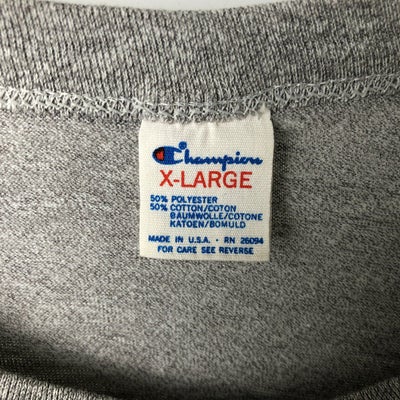 Champion
X-LARGE
50% POLYESTER
50% COTTON/COTON
BAUMWOLLE/COTONE
KATOEN/BOMULD
MADE IN U.S.A. · RN 26094
FOR CARE SEE REVERSE